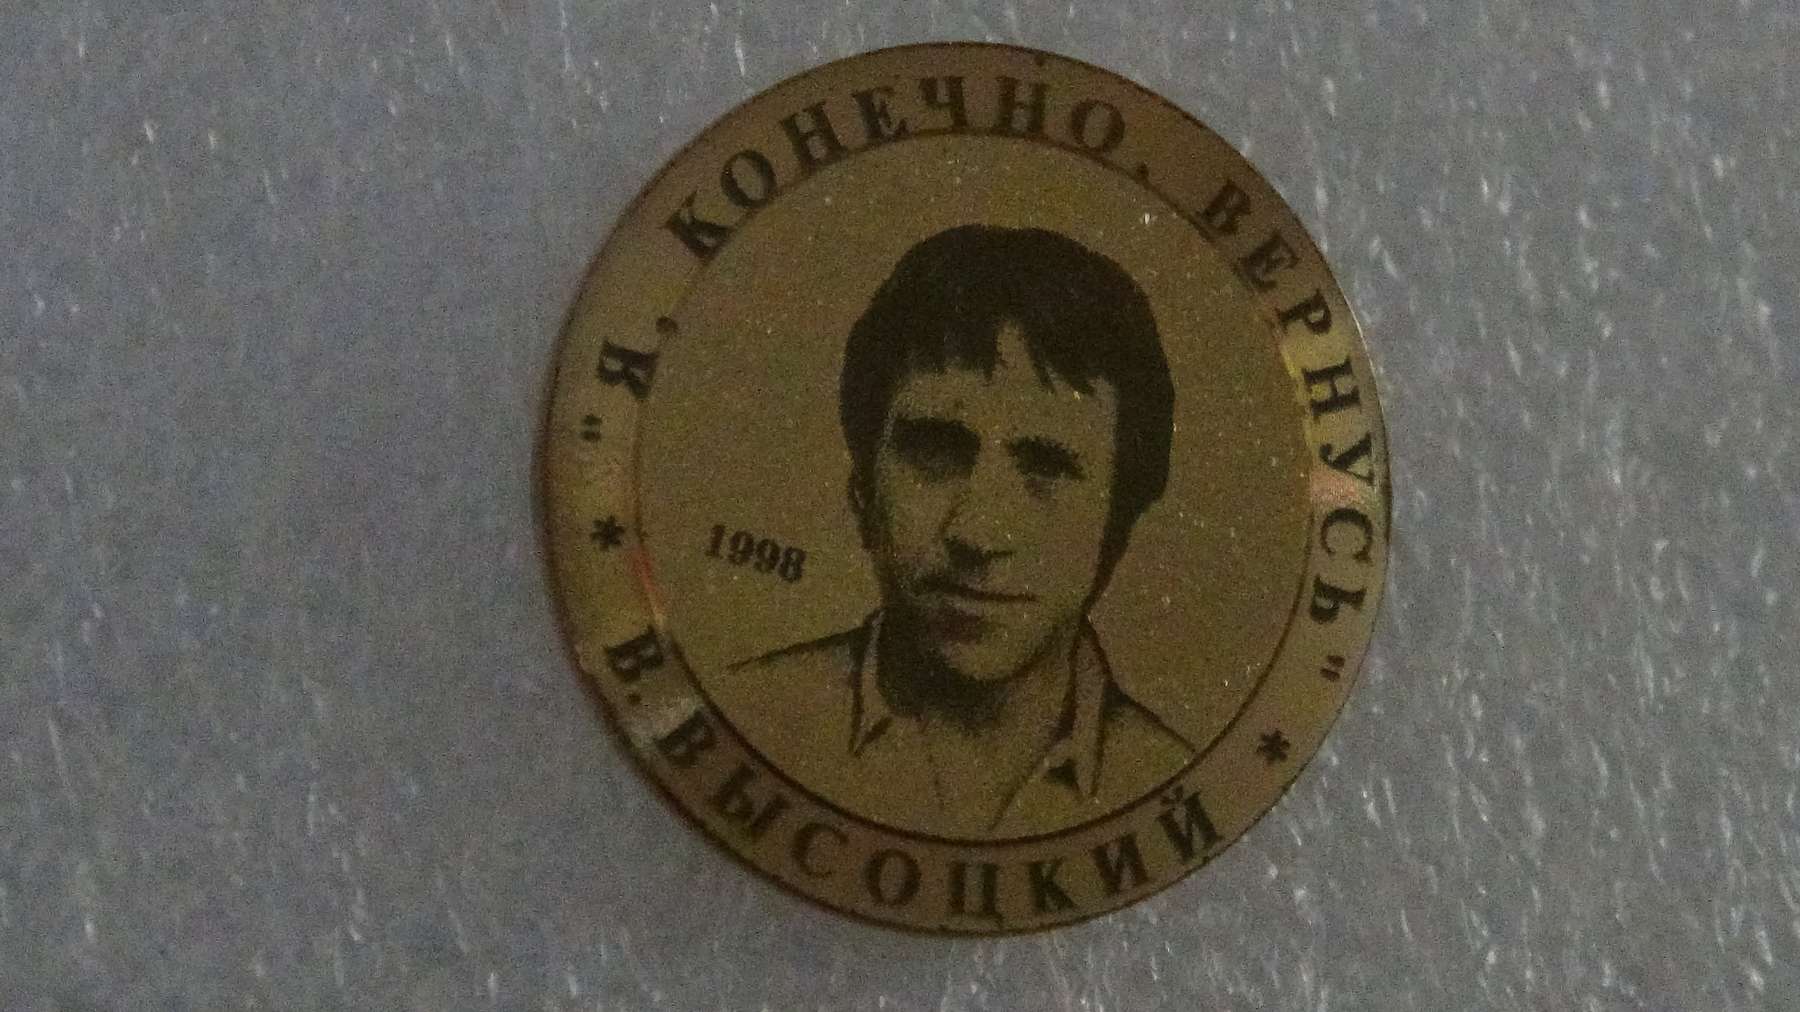 "Я, КОНЕЧНО, ВЕРНУСЬ"
1998
* В. ВЫСОЦКИЙ *